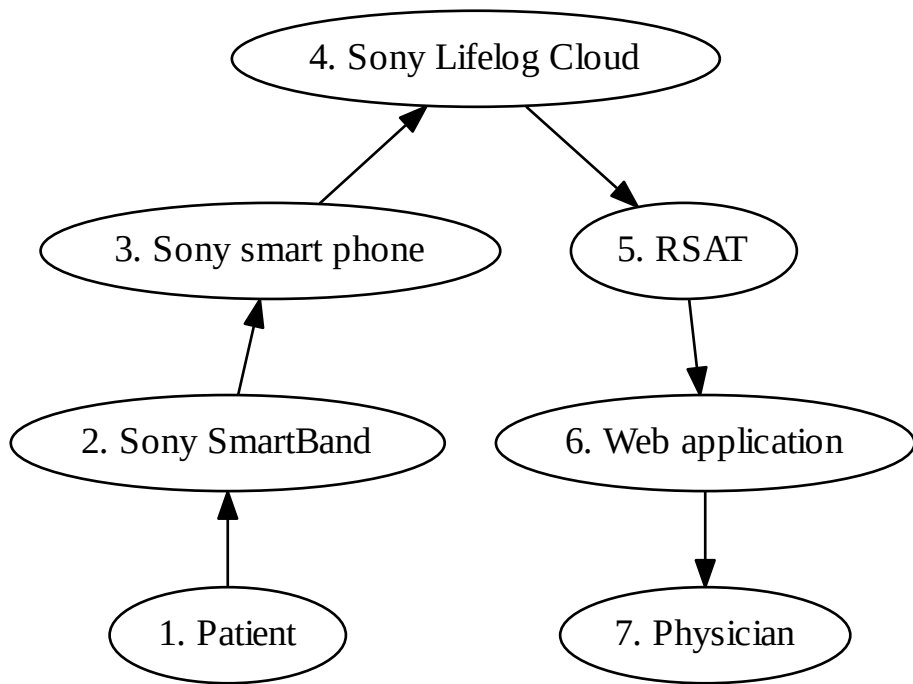 4. Sony Lifelog Cloud
3. Sony smart phone
5. RSAT
2. Sony SmartBand
6. Web application
1. Patient
7. Physician